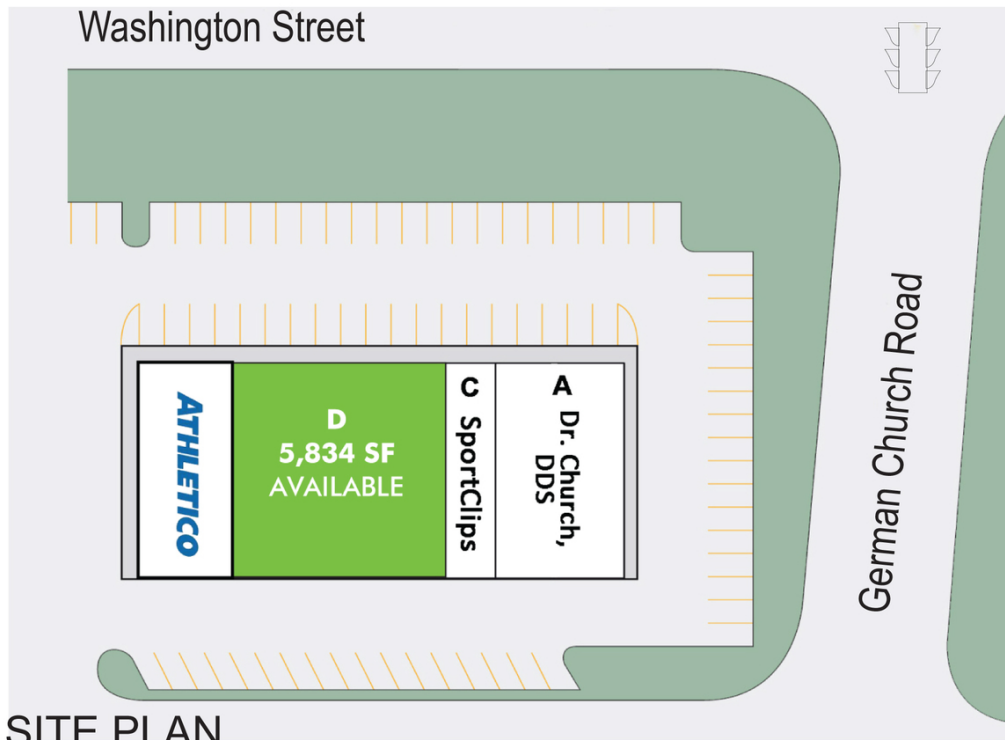 Washington Street
German Church Road
ATHLETICO
D
5,834 SF
AVAILABLE
C
SportClips
A
Dr. Church,
DDS
SITE PLAN